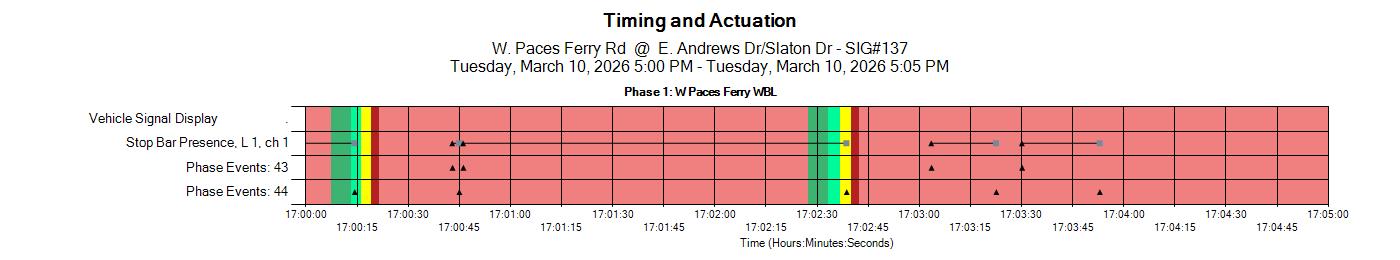 Timing and Actuation
W. Paces Ferry Rd @ E. Andrews Dr/Slaton Dr - SIG#137
Tuesday, March 10, 2026 5:00 PM - Tuesday, March 10, 2026 5:05 PM
Phase 1: W Paces Ferry WBL
Vehicle Signal Display .
Stop Bar Presence, L 1, ch 1
Phase Events: 43
Phase Events: 44
17:00:00 17:00:30 17:01:00 17:01:30 17:02:00 17:02:30 17:03:00 17:03:30 17:04:00 17:04:30 17:05:00
17:00:15 17:00:45 17:01:15 17:01:45 17:02:15 17:02:45 17:03:15 17:03:45 17:04:15 17:04:45
Time (Hours:Minutes:Seconds)